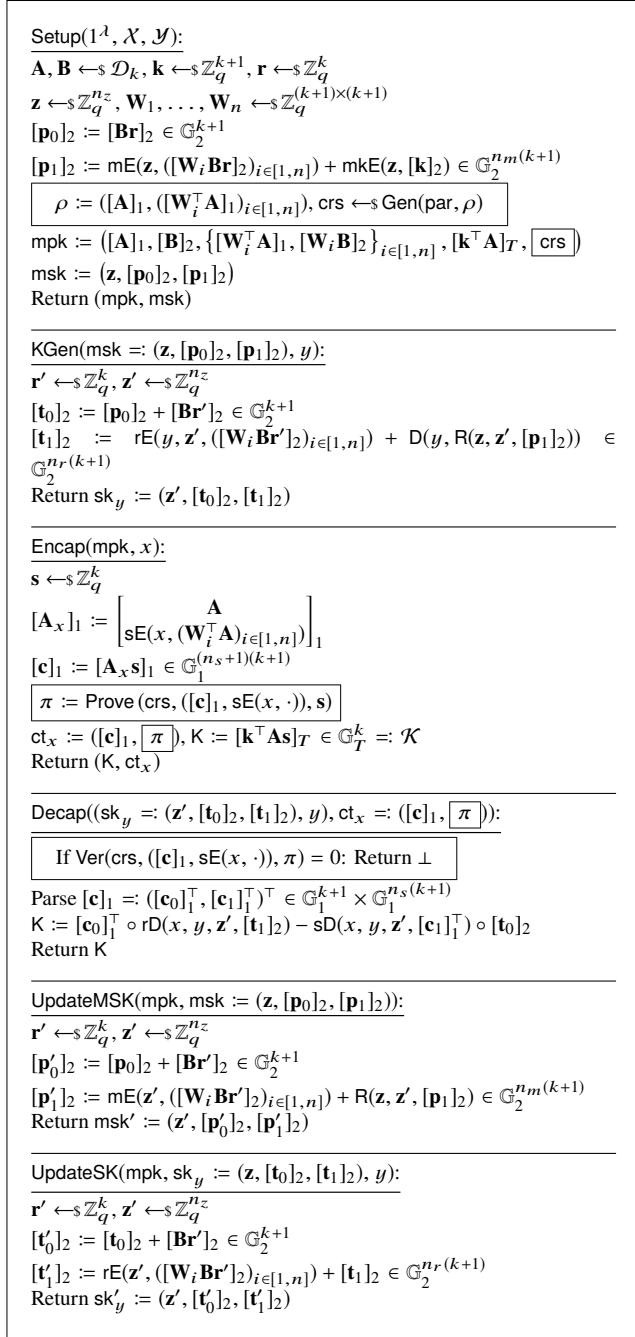 Setup(1^λ, 𝒳, 𝒴):
A, B ←$ 𝒟_k, k ←$ ℤ_q^{k+1}, r ←$ ℤ_q^k
z ←$ ℤ_q^{n_z}, W_1, . . . , W_n ←$ ℤ_q^{(k+1)×(k+1)}
[p_0]_2 := [Br]_2 ∈ 𝔾_2^{k+1}
[p_1]_2 := mE(z, ([W_i Br]_2)_{i∈[1,n]}) + mkE(z, [k]_2) ∈ 𝔾_2^{n_m(k+1)}
ρ := ([A]_1, ([W_i^⊤ A]_1)_{i∈[1,n]}), crs ←$ Gen(par, ρ)
mpk := ([A]_1, [B]_2, {[W_i^⊤ A]_1, [W_i B]_2}_{i∈[1,n]}, [k^⊤ A]_T, crs)
msk := (z, [p_0]_2, [p_1]_2)
Return (mpk, msk)
KGen(msk =: (z, [p_0]_2, [p_1]_2), y):
r′ ←$ ℤ_q^k, z′ ←$ ℤ_q^{n_z}
[t_0]_2 := [p_0]_2 + [Br′]_2 ∈ 𝔾_2^{k+1}
[t_1]_2 := rE(y, z′, ([W_i Br′]_2)_{i∈[1,n]}) + D(y, R(z, z′, [p_1]_2)) ∈
𝔾_2^{n_r(k+1)}
Return sk_y := (z′, [t_0]_2, [t_1]_2)
Encap(mpk, x):
s ←$ ℤ_q^k
[A_x]_1 := [A; sE(x, (W_i^⊤ A)_{i∈[1,n]})]_1
[c]_1 := [A_x s]_1 ∈ 𝔾_1^{(n_s+1)(k+1)}
π := Prove (crs, ([c]_1, sE(x, ·)), s)
ct_x := ([c]_1, π), K := [k^⊤ As]_T ∈ 𝔾_T^k =: 𝒦
Return (K, ct_x)
Decap((sk_y =: (z′, [t_0]_2, [t_1]_2), y), ct_x =: ([c]_1, π)):
If Ver(crs, ([c]_1, sE(x, ·)), π) = 0: Return ⊥
Parse [c]_1 =: ([c_0]_1^⊤, [c_1]_1^⊤)^⊤ ∈ 𝔾_1^{k+1} × 𝔾_1^{n_s(k+1)}
K := [c_0]_1^⊤ ∘ rD(x, y, z′, [t_1]_2) − sD(x, y, z′, [c_1]_1^⊤) ∘ [t_0]_2
Return K
UpdateMSK(mpk, msk := (z, [p_0]_2, [p_1]_2)):
r′ ←$ ℤ_q^k, z′ ←$ ℤ_q^{n_z}
[p′_0]_2 := [p_0]_2 + [Br′]_2 ∈ 𝔾_2^{k+1}
[p′_1]_2 := mE(z′, ([W_i Br′]_2)_{i∈[1,n]}) + R(z, z′, [p_1]_2) ∈ 𝔾_2^{n_m(k+1)}
Return msk′ := (z′, [p′_0]_2, [p′_1]_2)
UpdateSK(mpk, sk_y := (z, [t_0]_2, [t_1]_2), y):
r′ ←$ ℤ_q^k, z′ ←$ ℤ_q^{n_z}
[t′_0]_2 := [t_0]_2 + [Br′]_2 ∈ 𝔾_2^{k+1}
[t′_1]_2 := rE(z′, ([W_i Br′]_2)_{i∈[1,n]}) + [t_1]_2 ∈ 𝔾_2^{n_r(k+1)}
Return sk′_y := (z′, [t′_0]_2, [t′_1]_2)